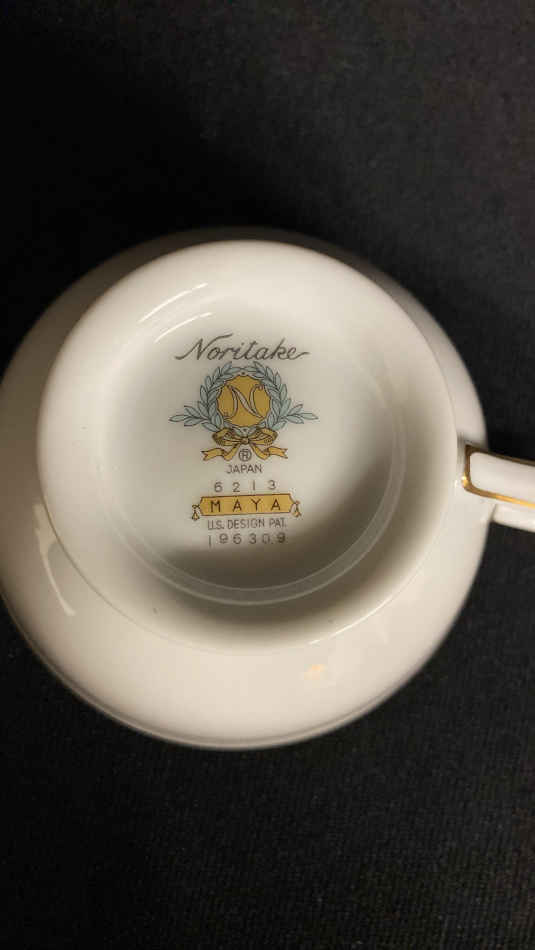 Noritake
N
®
JAPAN
6213
MAYA
U.S. DESIGN PAT.
196309